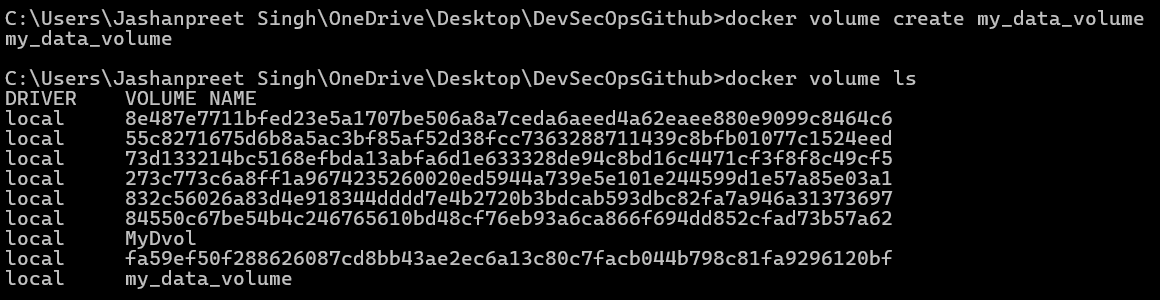 C:\Users\Jashanpreet Singh\OneDrive\Desktop\DevSecOpsGithub>docker volume create my_data_volume
my_data_volume
C:\Users\Jashanpreet Singh\OneDrive\Desktop\DevSecOpsGithub>docker volume ls
DRIVER    VOLUME NAME
local     8e487e7711bfed23e5a1707be506a8a7ceda6aeed4a62eaee880e9099c8464c6
local     55c8271675d6b8a5ac3bf85af52d38fcc7363288711439c8bfb01077c1524eed
local     73d133214bc5168efbda13abfa6d1e633328de94c8bd16c4471cf3f8f8c49cf5
local     273c773c6a8ff1a9674235260020ed5944a739e5e101e244599d1e57a85e03a1
local     832c56026a83d4e918344dddd7e4b2720b3bdcab593dbc82fa7a946a31373697
local     84550c67be54b4c246765610bd48cf76eb93a6ca866f694dd852cfad73b57a62
local     MyDvol
local     fa59ef50f288626087cd8bb43ae2ec6a13c80c7facb044b798c81fa9296120bf
local     my_data_volume